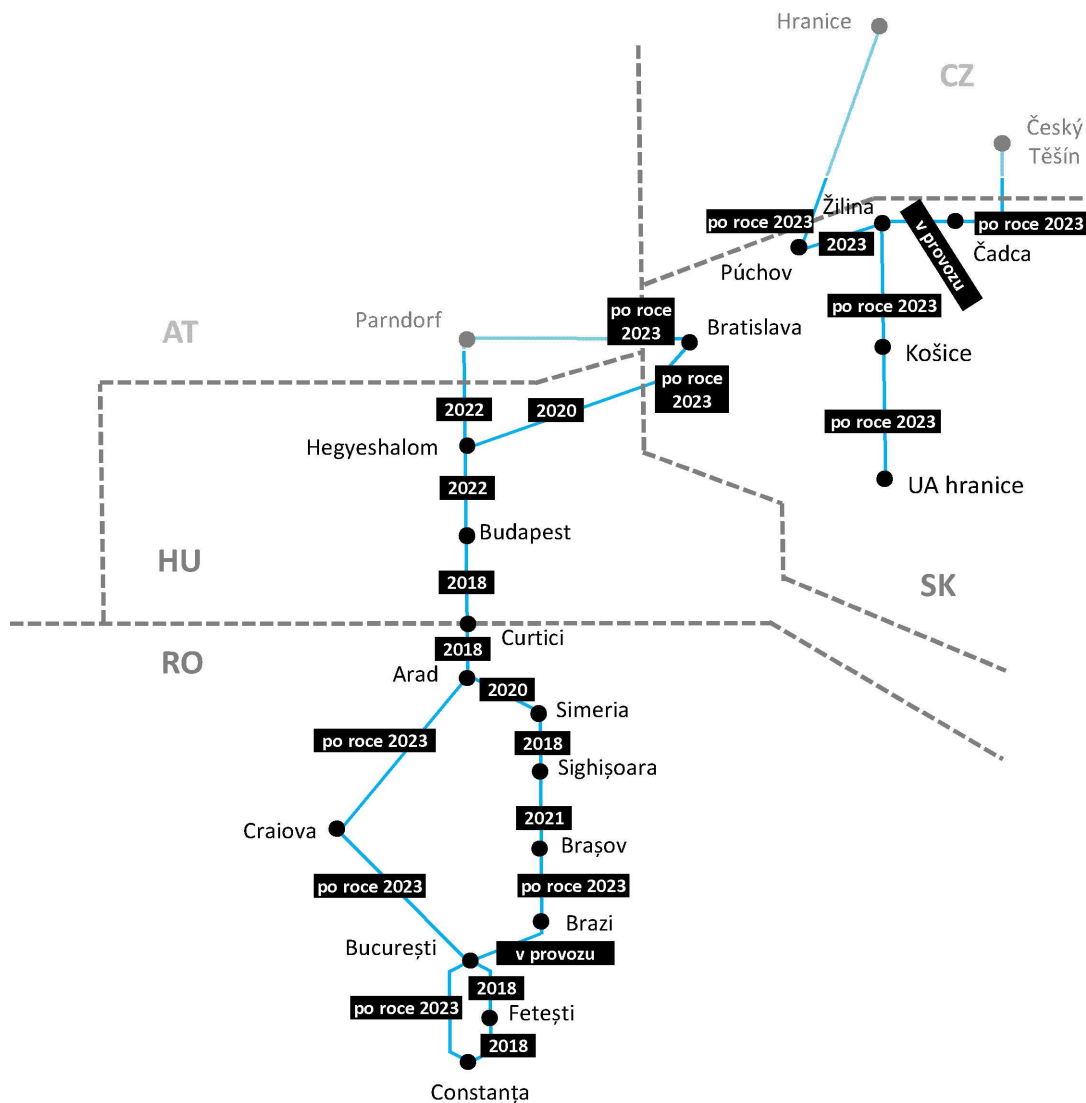 Hranice
CZ
Český
Těšín
Žilina
po roce 2023
2023
v provozu
po roce 2023
Púchov
Čadca
po roce 2023
Košice
po roce 2023
UA hranice
AT
Parndorf
po roce
2023
Bratislava
po roce
2023
2022
2020
Hegyeshalom
2022
Budapest
HU
2018
SK
Curtici
RO
2018
Arad
2020
Simeria
po roce 2023
2018
Sighișoara
2021
Craiova
Brașov
po roce 2023
po roce 2023
Brazi
București
v provozu
2018
po roce 2023
Fetești
2018
Constanța